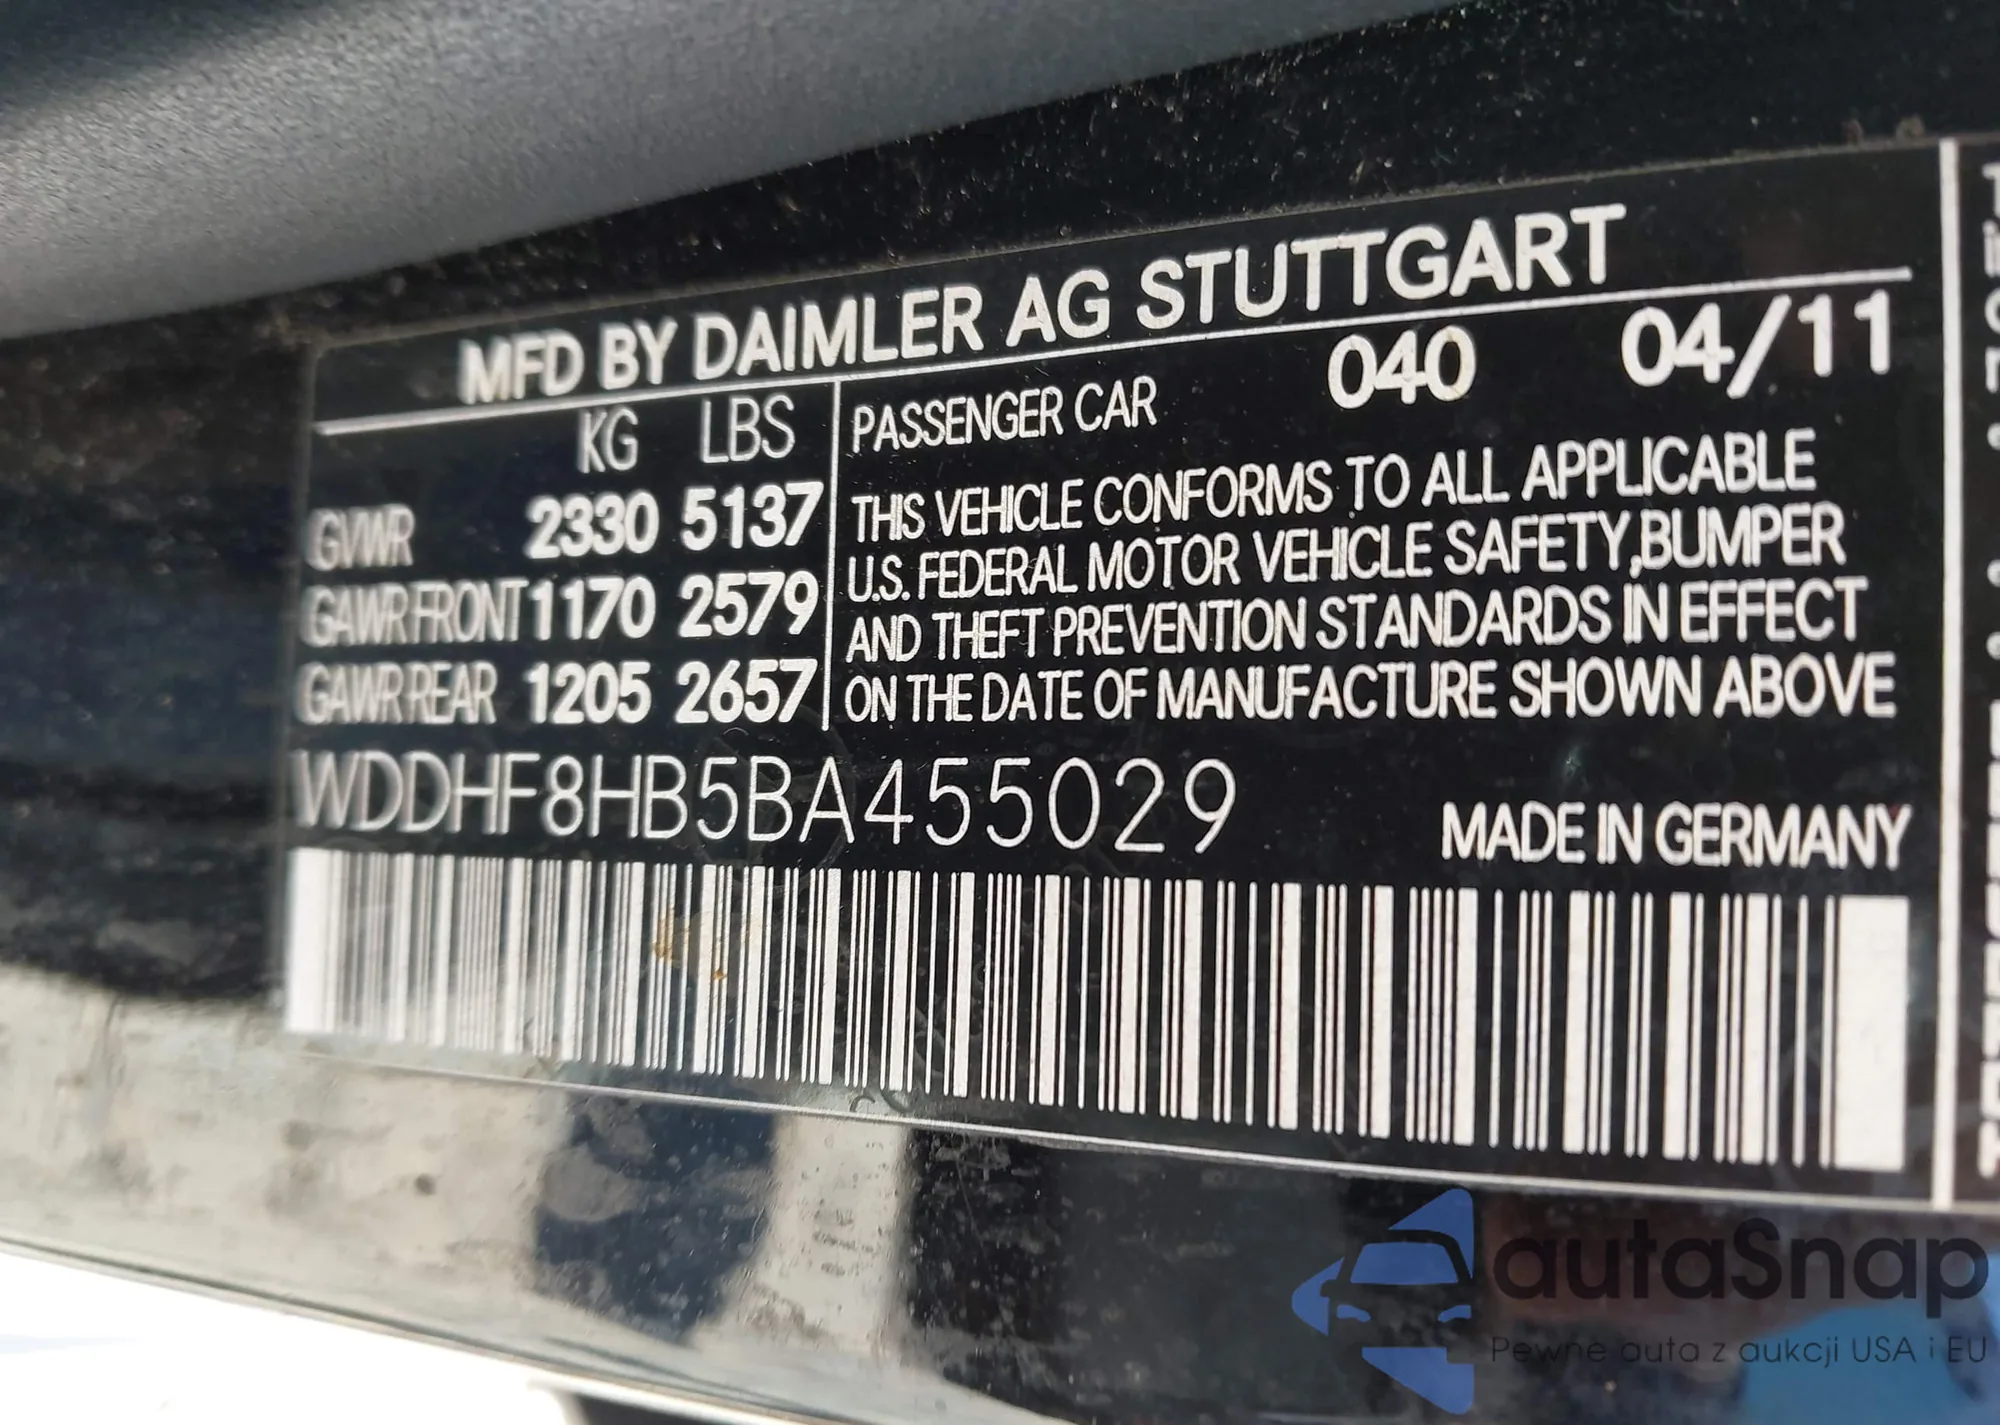 MFD BY DAIMLER AG STUTTGART
KG LBS
GVWR 2330 5137
GAWR FRONT 1170 2579
GAWR REAR 1205 2657
PASSENGER CAR 040 04/11
THIS VEHICLE CONFORMS TO ALL APPLICABLE
U.S. FEDERAL MOTOR VEHICLE SAFETY,BUMPER
AND THEFT PREVENTION STANDARDS IN EFFECT
ON THE DATE OF MANUFACTURE SHOWN ABOVE
WDDHF8HB5BA455029
MADE IN GERMANY
autaSnap
Pewne auta z aukcji USA i EU